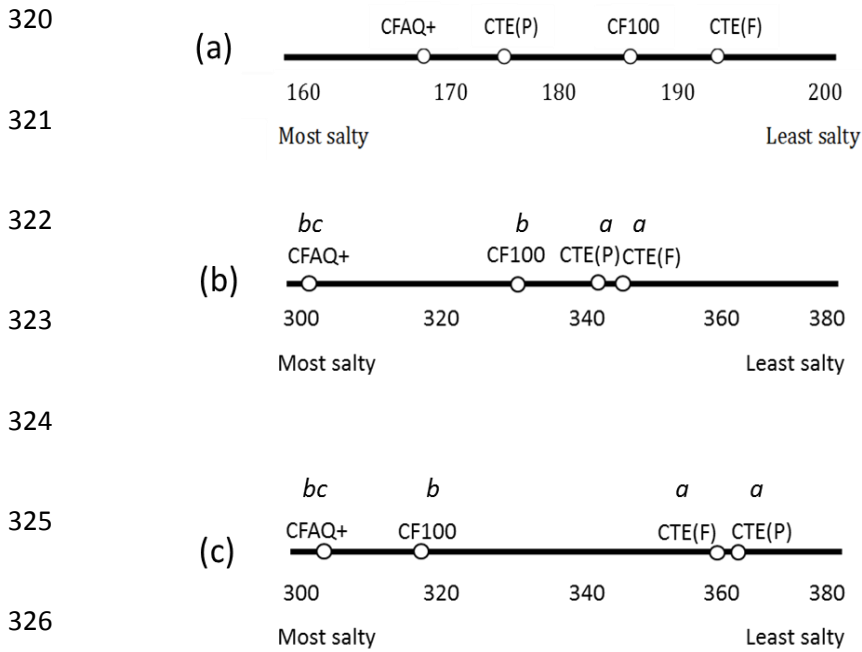 320
CFAQ+ CTE(P) CF100 CTE(F)
(a)
160 170 180 190 200
321
Most salty Least salty
322
bc b a a
CFAQ+ CF100 CTE(P) CTE(F)
(b)
300 320 340 360 380
323
Most salty Least salty
324
bc b a a
325
CFAQ+ CF100 CTE(F) CTE(P)
(c)
300 320 340 360 380
326
Most salty Least salty